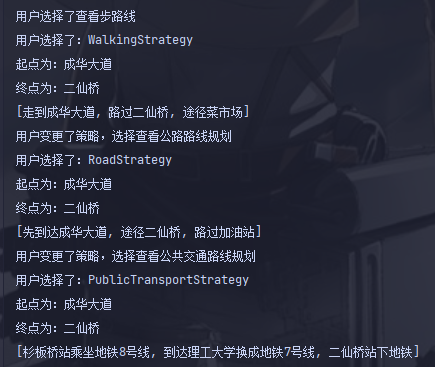 用户选择了查看步路线
用户选择了: WalkingStrategy
起点为: 成华大道
终点为: 二仙桥
[走到成华大道, 路过二仙桥, 途径菜市场]
用户变更了策略，选择查看公路路线规划
用户选择了: RoadStrategy
起点为: 成华大道
终点为: 二仙桥
[先到达成华大道, 途径二仙桥, 路过加油站]
用户变更了策略，选择查看公共交通路线规划
用户选择了: PublicTransportStrategy
起点为: 成华大道
终点为: 二仙桥
[杉板桥站乘坐地铁8号线, 到达理工大学换成地铁7号线, 二仙桥站下地铁]